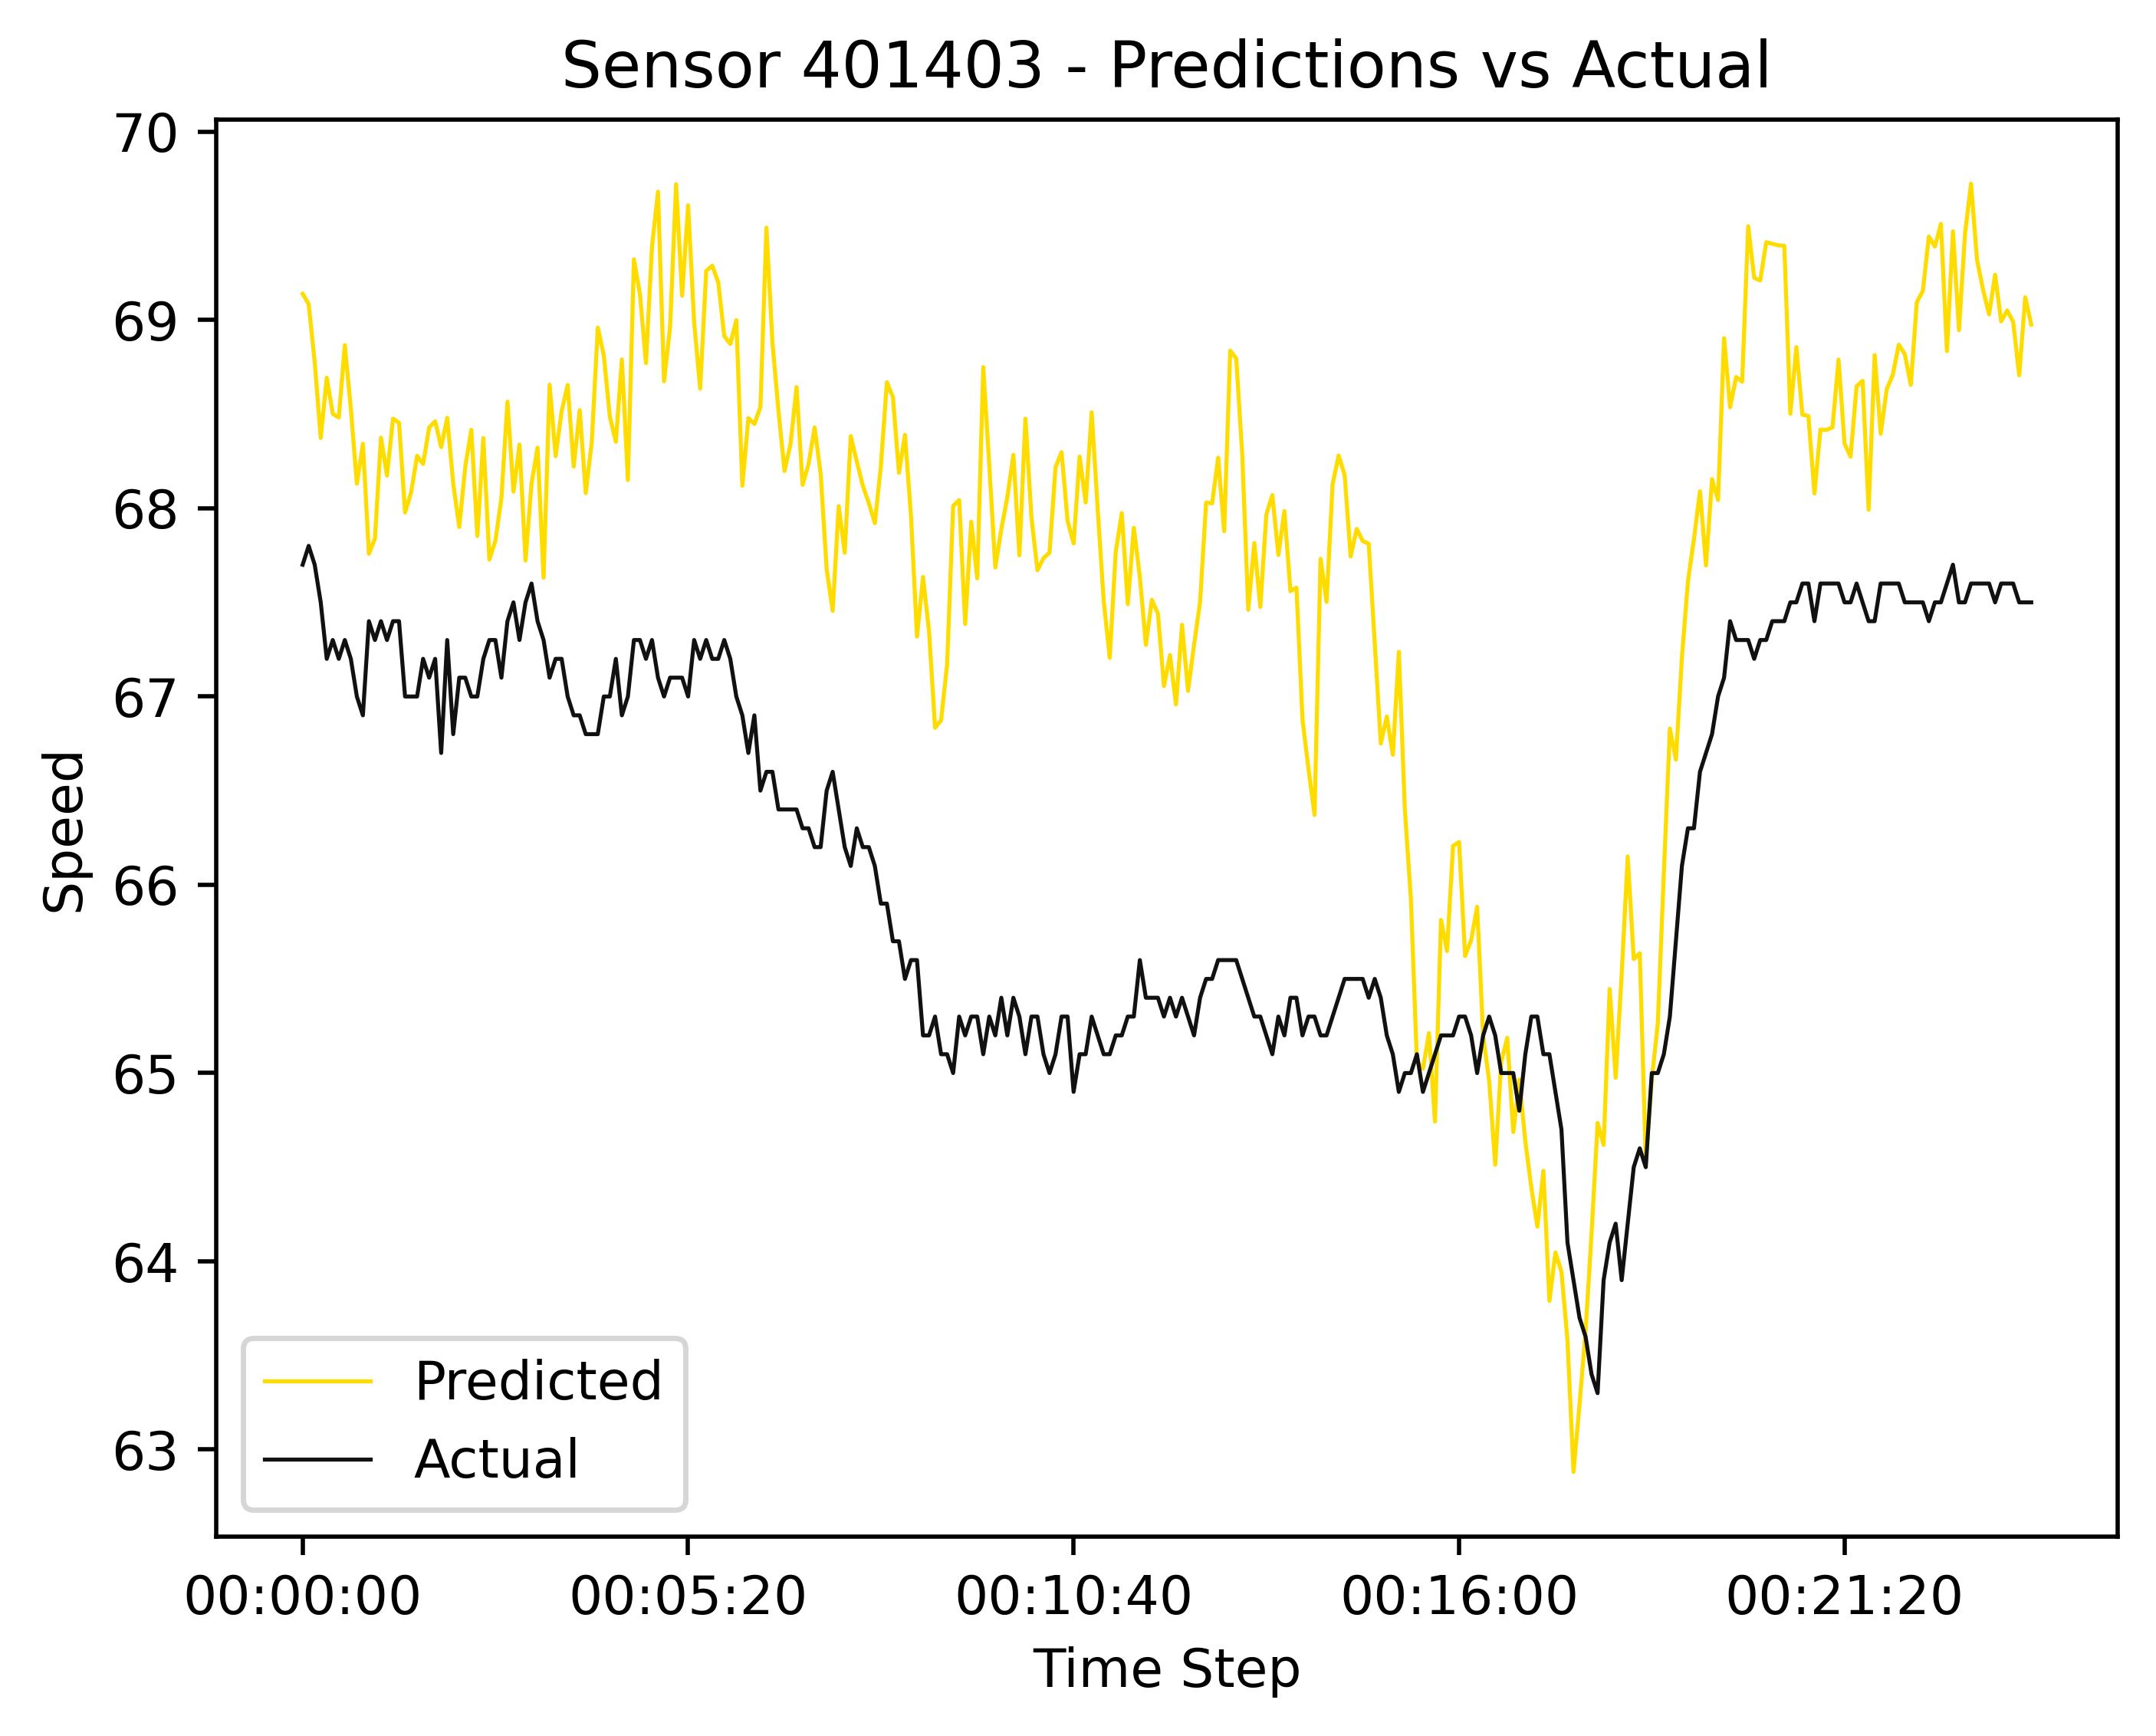 Sensor 401403 - Predictions vs Actual
70
69
68
67
66
65
64
63
Speed
Predicted
Actual
00:00:00 00:05:20 00:10:40 00:16:00 00:21:20
Time Step